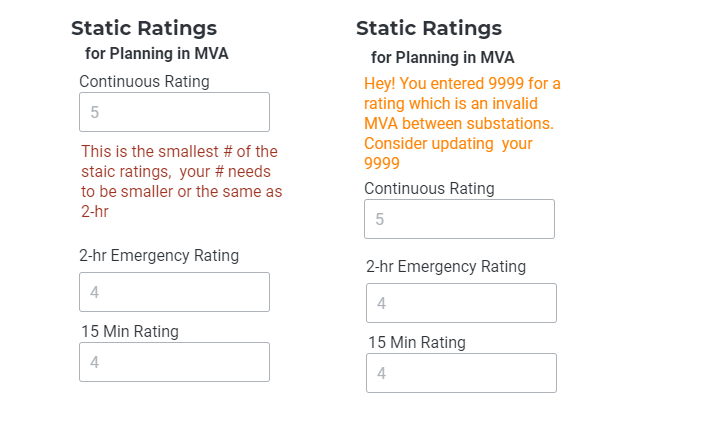 Static Ratings
for Planning in MVA
Continuous Rating
5
This is the smallest # of the
staic ratings,  your # needs
to be smaller or the same as
2-hr
2-hr Emergency Rating
4
15 Min Rating
4
Static Ratings
for Planning in MVA
Hey! You entered 9999 for a
rating which is an invalid
MVA between substations.
Consider updating  your
9999
Continuous Rating
5
2-hr Emergency Rating
4
15 Min Rating
4